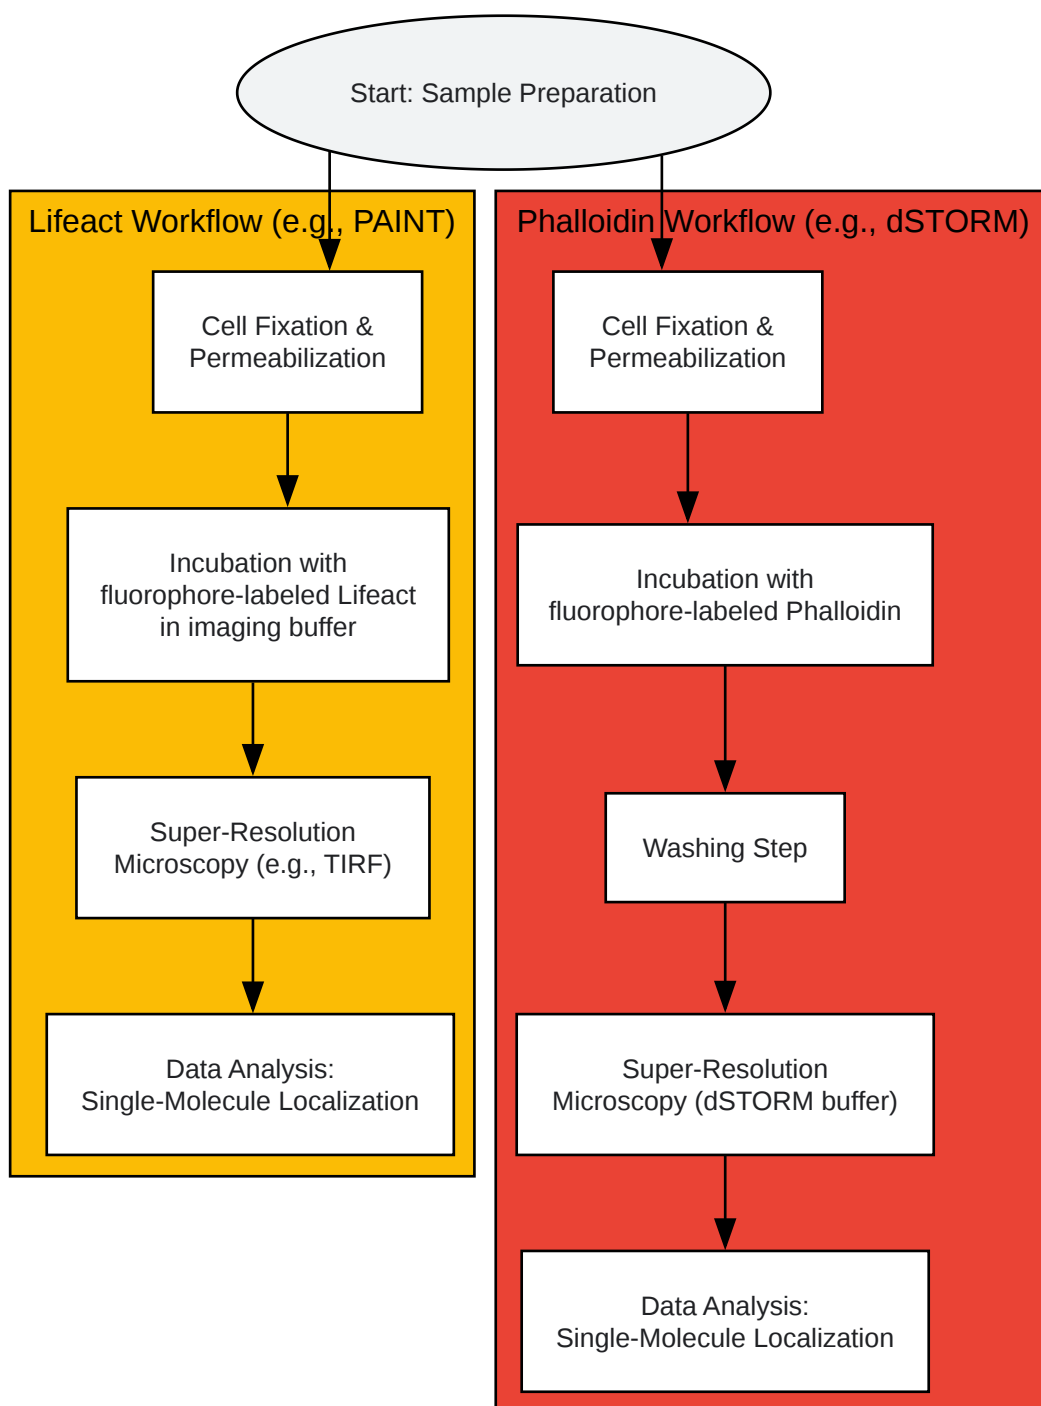 Start: Sample Preparation
Lifeact Workflow (e.g., PAINT)
Cell Fixation &
Permeabilization
Incubation with
fluorophore-labeled Lifeact
in imaging buffer
Super-Resolution
Microscopy (e.g., TIRF)
Data Analysis:
Single-Molecule Localization
Phalloidin Workflow (e.g., dSTORM)
Cell Fixation &
Permeabilization
Incubation with
fluorophore-labeled Phalloidin
Washing Step
Super-Resolution
Microscopy (dSTORM buffer)
Data Analysis:
Single-Molecule Localization